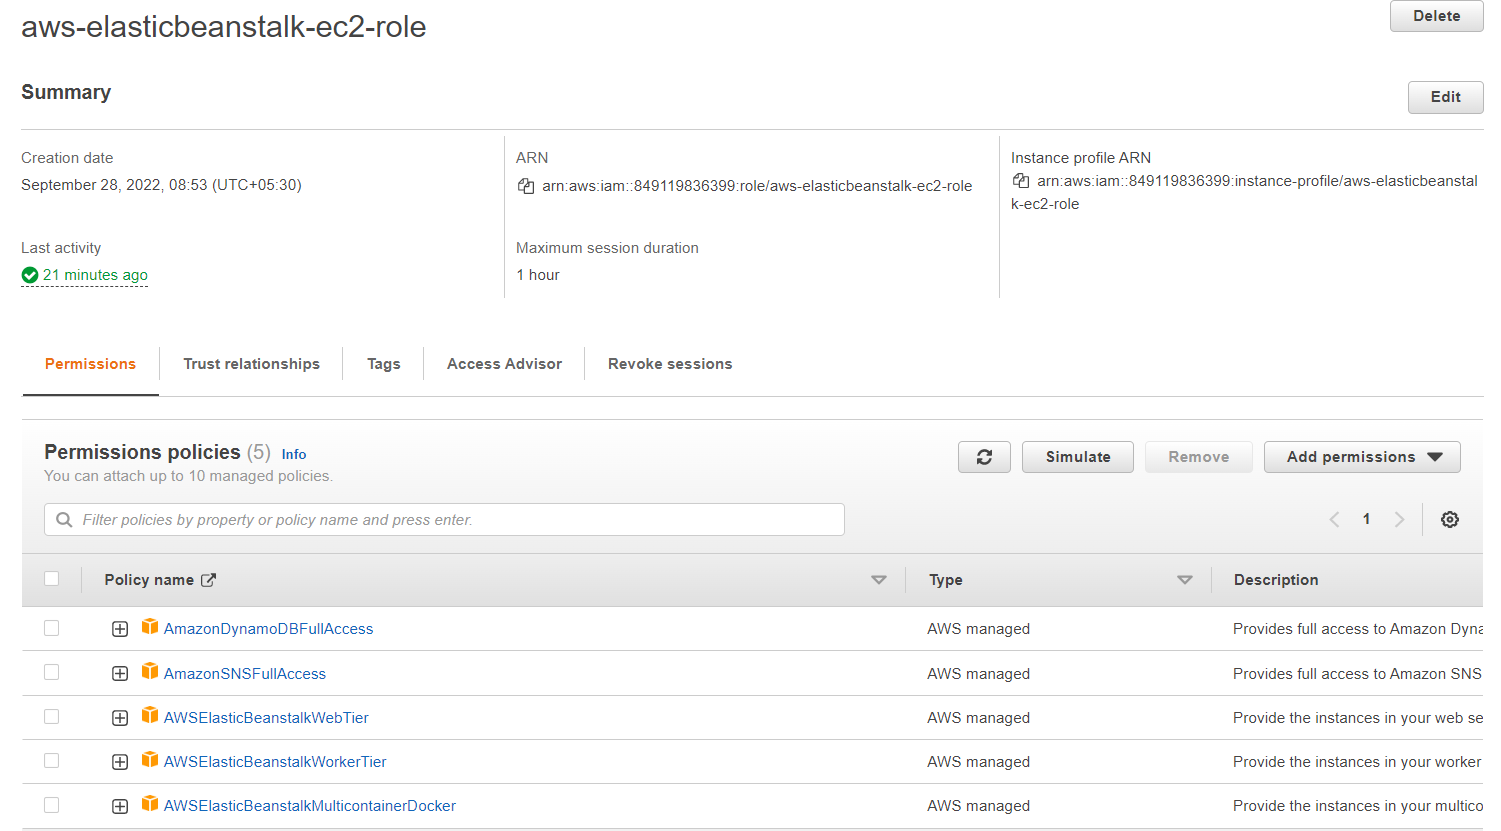 aws-elasticbeanstalk-ec2-role
Delete
Summary
Edit
Creation date
September 28, 2022, 08:53 (UTC+05:30)
ARN
arn:aws:iam::849119836399:role/aws-elasticbeanstalk-ec2-role
Instance profile ARN
arn:aws:iam::849119836399:instance-profile/aws-elasticbeanstal
k-ec2-role
Last activity
21 minutes ago
Maximum session duration
1 hour
Permissions
Trust relationships
Tags
Access Advisor
Revoke sessions
Permissions policies (5) Info
You can attach up to 10 managed policies.
Simulate
Remove
Add permissions
Filter policies by property or policy name and press enter.
1
Policy name
Type
Description
AmazonDynamoDBFullAccess
AWS managed
Provides full access to Amazon Dyna
AmazonSNSFullAccess
AWS managed
Provides full access to Amazon SNS
AWSElasticBeanstalkWebTier
AWS managed
Provide the instances in your web se
AWSElasticBeanstalkWorkerTier
AWS managed
Provide the instances in your worker
AWSElasticBeanstalkMulticontainerDocker
AWS managed
Provide the instances in your multico